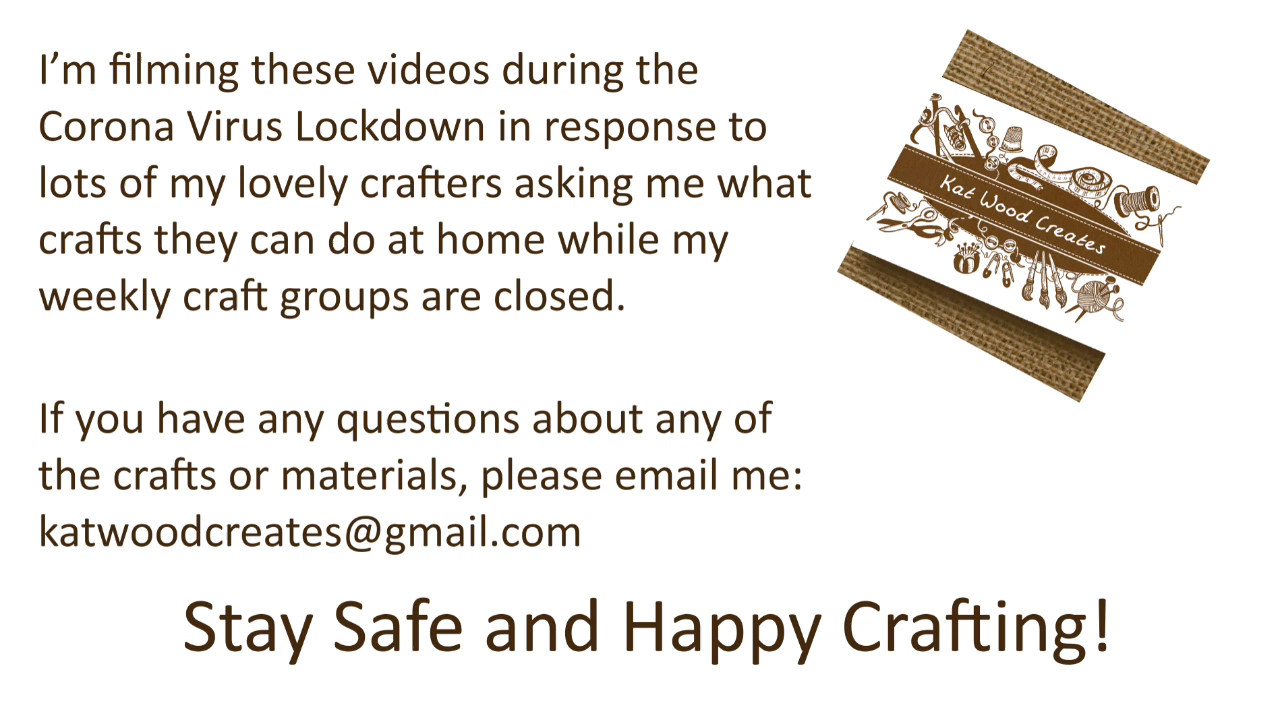 I'm filming these videos during the
Corona Virus Lockdown in response to
lots of my lovely crafters asking me what
crafts they can do at home while my
weekly craft groups are closed.
Kat Wood Creates
If you have any questions about any of
the crafts or materials, please email me:
katwoodcreates@gmail.com
Stay Safe and Happy Crafting!